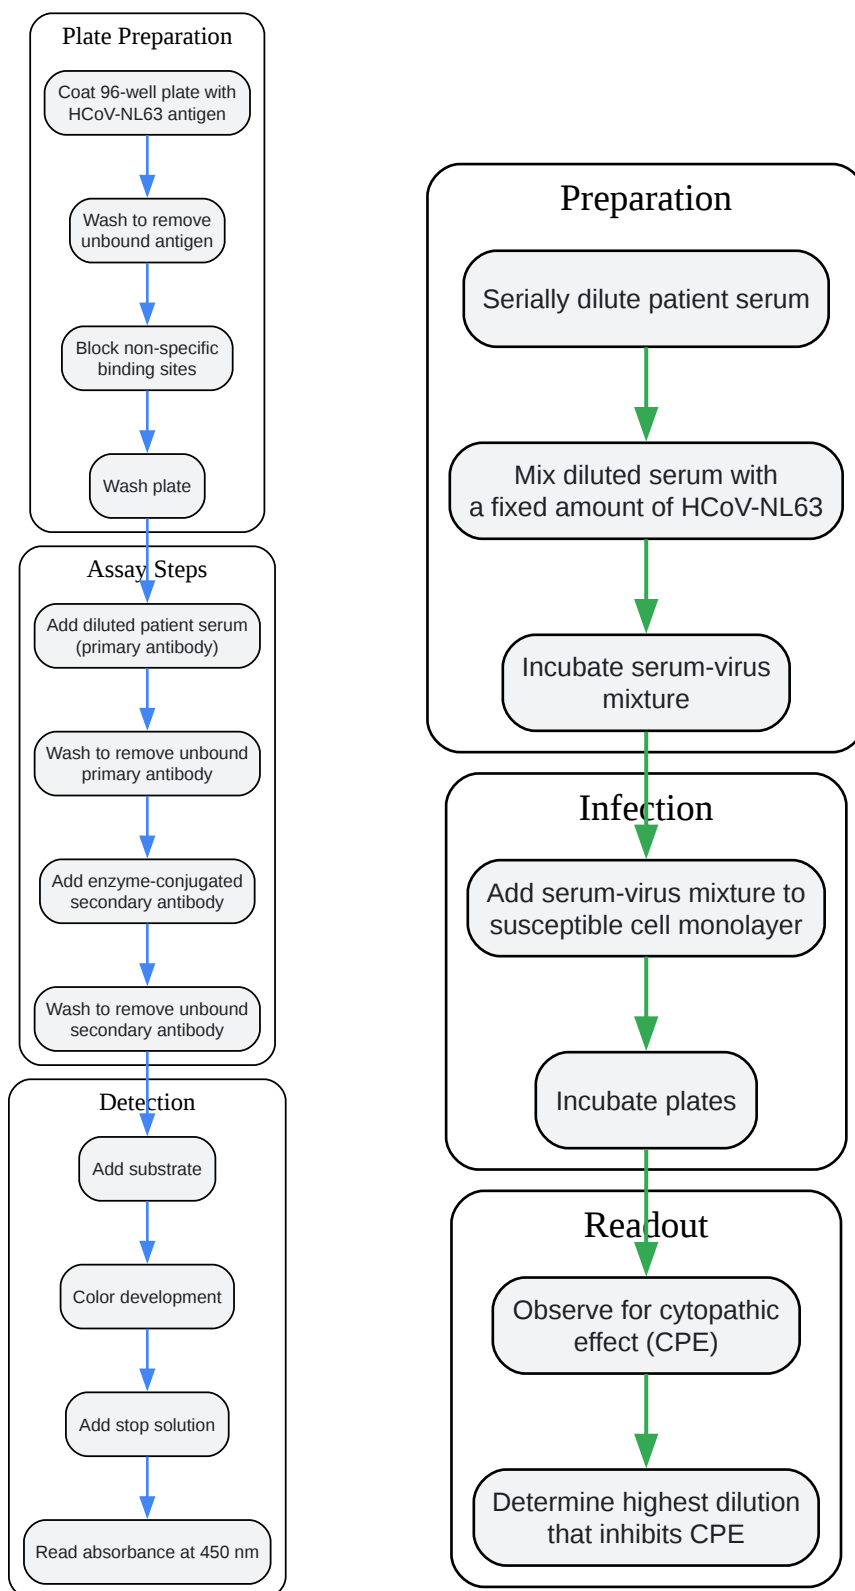 Plate Preparation
Coat 96-well plate with
HCoV-NL63 antigen
Wash to remove
unbound antigen
Block non-specific
binding sites
Wash plate
Assay Steps
Add diluted patient serum
(primary antibody)
Wash to remove unbound
primary antibody
Add enzyme-conjugated
secondary antibody
Wash to remove unbound
secondary antibody
Detection
Add substrate
Color development
Add stop solution
Read absorbance at 450 nm
Preparation
Serially dilute patient serum
Mix diluted serum with
a fixed amount of HCoV-NL63
Incubate serum-virus
mixture
Infection
Add serum-virus mixture to
susceptible cell monolayer
Incubate plates
Readout
Observe for cytopathic
effect (CPE)
Determine highest dilution
that inhibits CPE